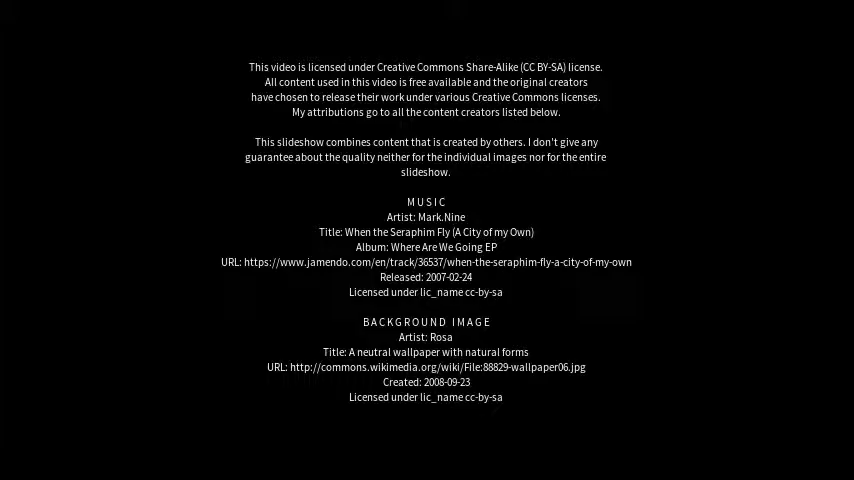 This video is licensed under Creative Commons Share-Alike (CC BY-SA) license.
All content used in this video is free available and the original creators
have chosen to release their work under various Creative Commons licenses.
My attributions go to all the content creators listed below.
This slideshow combines content that is created by others. I don't give any
guarantee about the quality neither for the individual images nor for the entire
slideshow.
MUSIC
Artist: Mark.Nine
Title: When the Seraphim Fly (A City of my Own)
Album: Where Are We Going EP
URL: https://www.jamendo.com/en/track/36537/when-the-seraphim-fly-a-city-of-my-own
Released: 2007-02-24
Licensed under lic_name cc-by-sa
BACKGROUND IMAGE
Artist: Rosa
Title: A neutral wallpaper with natural forms
URL: http://commons.wikimedia.org/wiki/File:88829-wallpaper06.jpg
Created: 2008-09-23
Licensed under lic_name cc-by-sa